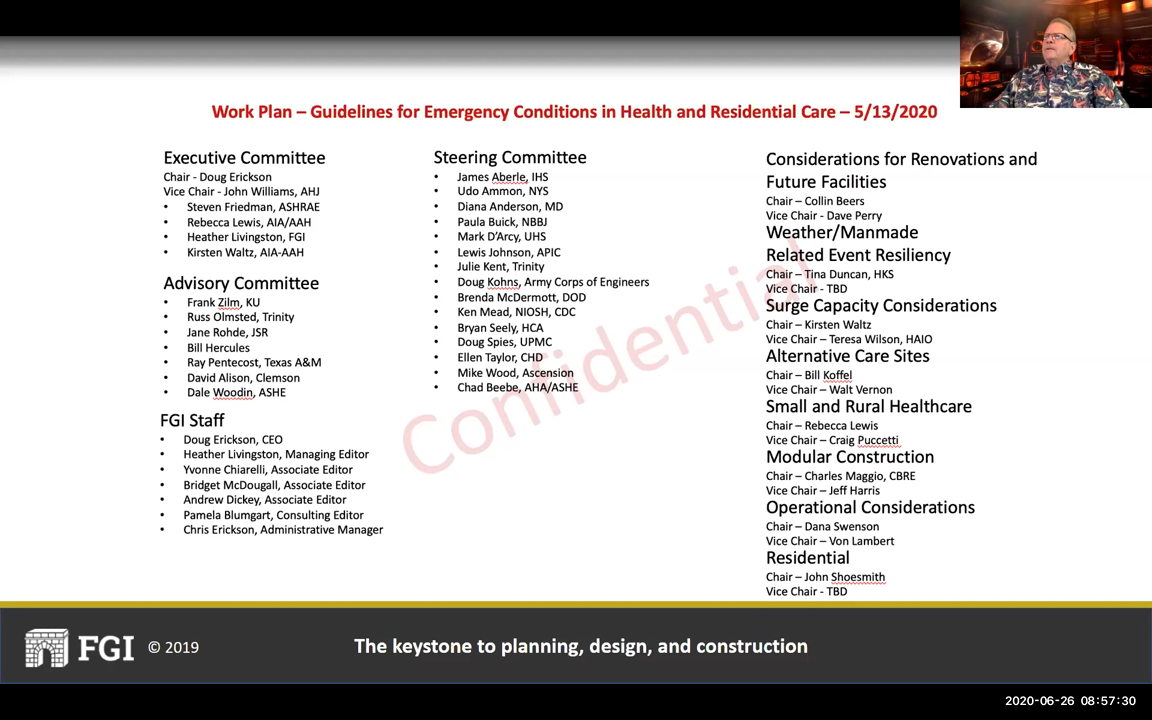 Work Plan – Guidelines for Emergency Conditions in Health and Residential Care – 5/13/2020
Executive Committee
Chair - Doug Erickson
Vice Chair - John Williams, AHJ
• Steven Friedman, ASHRAE
• Rebecca Lewis, AIA/AAH
• Heather Livingston, FGI
• Kirsten Waltz, AIA-AAH
Advisory Committee
• Frank Zilm, KU
• Russ Olmsted, Trinity
• Jane Rohde, JSR
• Bill Hercules
• Ray Pentecost, Texas A&M
• David Alison, Clemson
• Dale Woodin, ASHE
FGI Staff
• Doug Erickson, CEO
• Heather Livingston, Managing Editor
• Yvonne Chiarelli, Associate Editor
• Bridget McDougall, Associate Editor
• Andrew Dickey, Associate Editor
• Pamela Blumgart, Consulting Editor
• Chris Erickson, Administrative Manager
Steering Committee
• James Aberle, IHS
• Udo Ammon, NYS
• Diana Anderson, MD
• Paula Buick, NBBJ
• Mark D'Arcy, UHS
• Lewis Johnson, APIC
• Julie Kent, Trinity
• Doug Kohns, Army Corps of Engineers
• Brenda McDermott, DOD
• Ken Mead, NIOSH, CDC
• Bryan Seely, HCA
• Doug Spies, UPMC
• Ellen Taylor, CHD
• Mike Wood, Ascension
• Chad Beebe, AHA/ASHE
Considerations for Renovations and
Future Facilities
Chair – Collin Beers
Vice Chair - Dave Perry
Weather/Manmade
Related Event Resiliency
Chair – Tina Duncan, HKS
Vice Chair - TBD
Surge Capacity Considerations
Chair – Kirsten Waltz
Vice Chair – Teresa Wilson, HAIO
Alternative Care Sites
Chair – Bill Koffel
Vice Chair – Walt Vernon
Small and Rural Healthcare
Chair – Rebecca Lewis
Vice Chair – Craig Puccetti
Modular Construction
Chair – Charles Maggio, CBRE
Vice Chair – Jeff Harris
Operational Considerations
Chair – Dana Swenson
Vice Chair – Von Lambert
Residential
Chair – John Shoesmith
Vice Chair - TBD
Confidential
FGI © 2019
The keystone to planning, design, and construction
2020-06-26 08:57:30